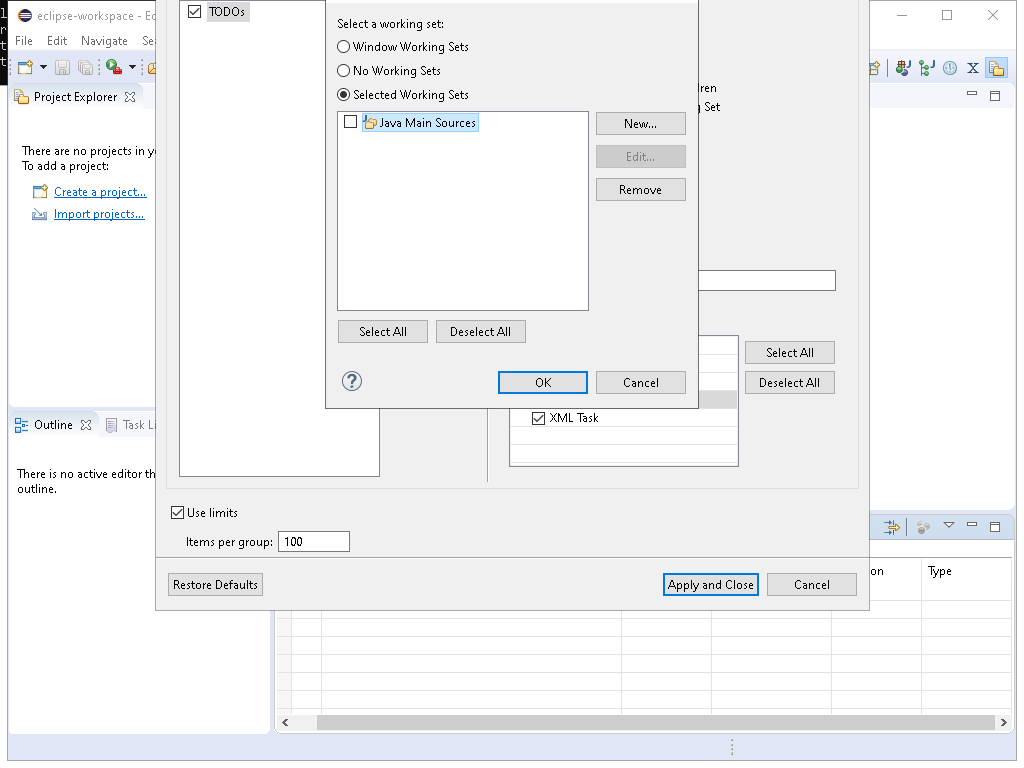 eclipse-workspace - Ec
File Edit Navigate Sea
Project Explorer
There are no projects in yo
To add a project:
Create a project...
Import projects...
Outline
Task Li
There is no active editor th
outline.
TODOs
Select a working set:
Window Working Sets
No Working Sets
Selected Working Sets
Java Main Sources
New...
Edit...
Remove
Select All
Deselect All
?
OK
Cancel
dren
g Set
Select All
Deselect All
XML Task
Use limits
Items per group: 100
Restore Defaults
Apply and Close
Cancel
on
Type